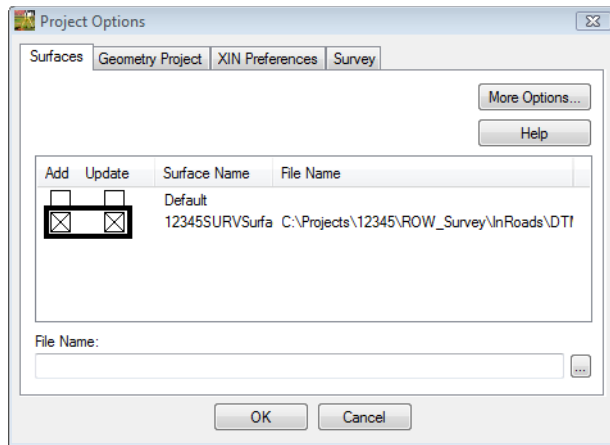 Project Options
Surfaces Geometry Project XIN Preferences Survey
More Options...
Help
Add Update Surface Name File Name
Default
12345SURVSurfa C:\Projects\12345\ROW_Survey\InRoads\DTM
File Name:
...
OK Cancel